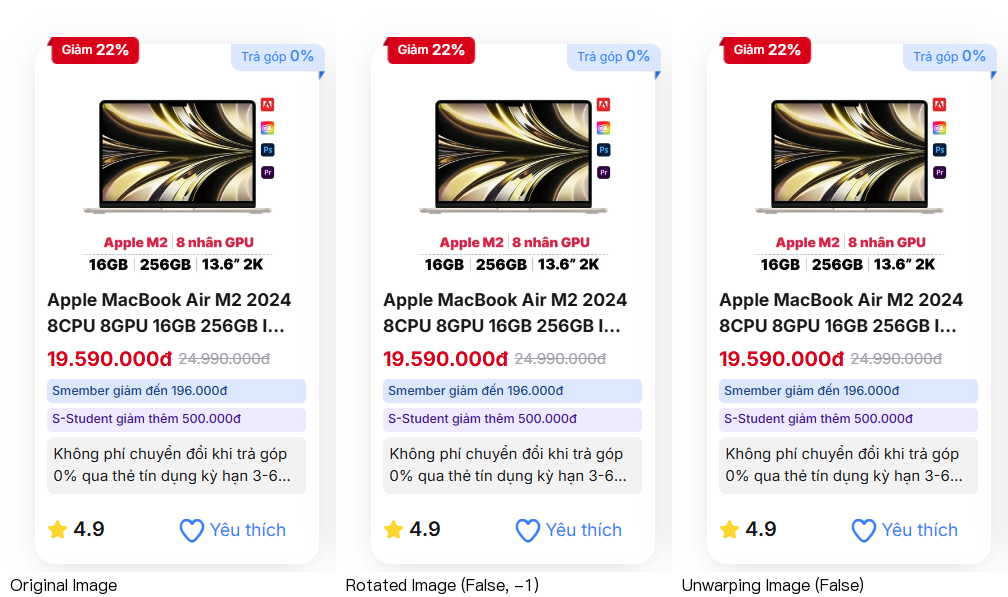 Giảm 22%
Trả góp 0%
Ps
Pr
Apple M2 | 8 nhân GPU
16GB | 256GB | 13.6" 2K
Apple MacBook Air M2 2024
8CPU 8GPU 16GB 256GB I...
19.590.000đ 24.990.000đ
Smember giảm đến 196.000đ
S-Student giảm thêm 500.000đ
Không phí chuyển đổi khi trả góp
0% qua thẻ tín dụng kỳ hạn 3-6...
4.9 Yêu thích
Original Image
Giảm 22%
Trả góp 0%
Ps
Pr
Apple M2 | 8 nhân GPU
16GB | 256GB | 13.6" 2K
Apple MacBook Air M2 2024
8CPU 8GPU 16GB 256GB I...
19.590.000đ 24.990.000đ
Smember giảm đến 196.000đ
S-Student giảm thêm 500.000đ
Không phí chuyển đổi khi trả góp
0% qua thẻ tín dụng kỳ hạn 3-6...
4.9 Yêu thích
Rotated Image (False, -1)
Giảm 22%
Trả góp 0%
Ps
Pr
Apple M2 | 8 nhân GPU
16GB | 256GB | 13.6" 2K
Apple MacBook Air M2 2024
8CPU 8GPU 16GB 256GB I...
19.590.000đ 24.990.000đ
Smember giảm đến 196.000đ
S-Student giảm thêm 500.000đ
Không phí chuyển đổi khi trả góp
0% qua thẻ tín dụng kỳ hạn 3-6...
4.9 Yêu thích
Unwarping Image (False)